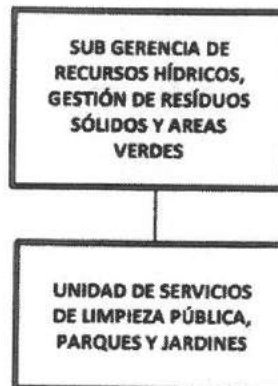 SUB GERENCIA DE
RECURSOS HÍDRICOS,
GESTIÓN DE RESÍDUOS
SÓLIDOS Y AREAS
VERDES
UNIDAD DE SERVICIOS
DE LIMPIEZA PÚBLICA,
PARQUES Y JARDINES